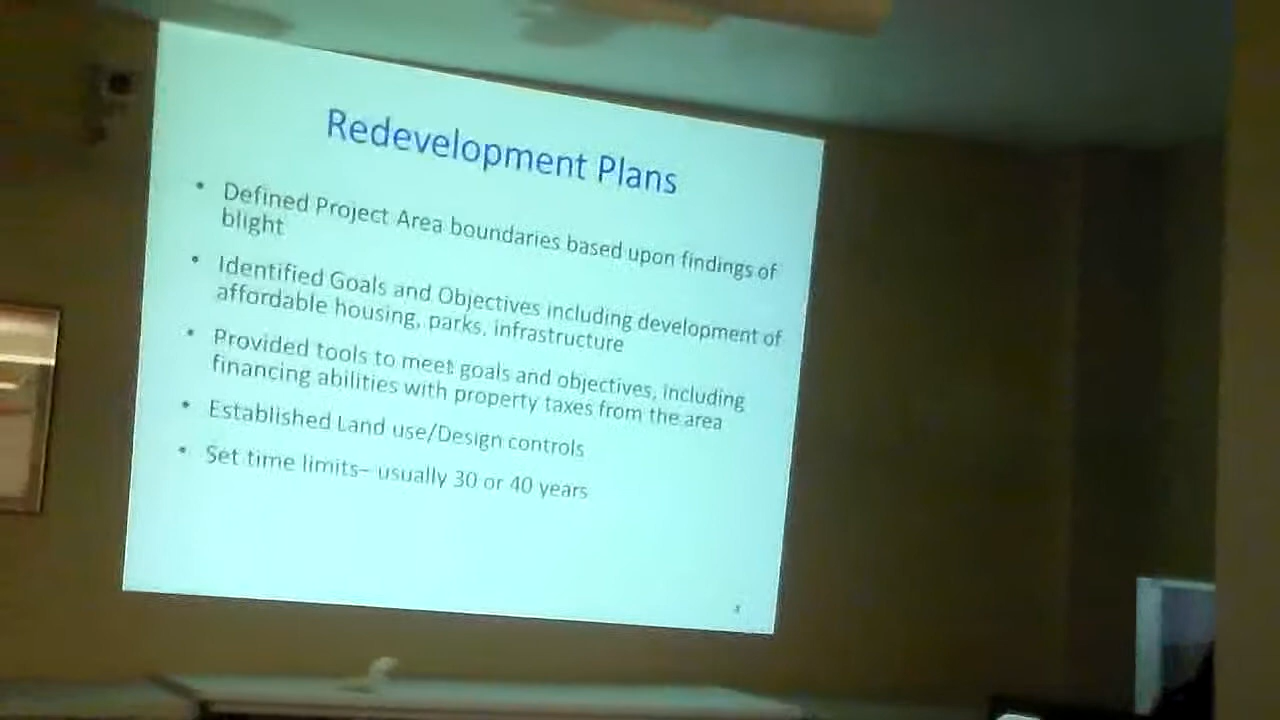 Redevelopment Plans
• Defined Project Area boundaries based upon findings of
blight
• Identified Goals and Objectives including development of
affordable housing, parks, infrastructure
• Provided tools to meet goals and objectives, including
financing abilities with property taxes from the area
• Established Land use/Design controls
• Set time limits– usually 30 or 40 years